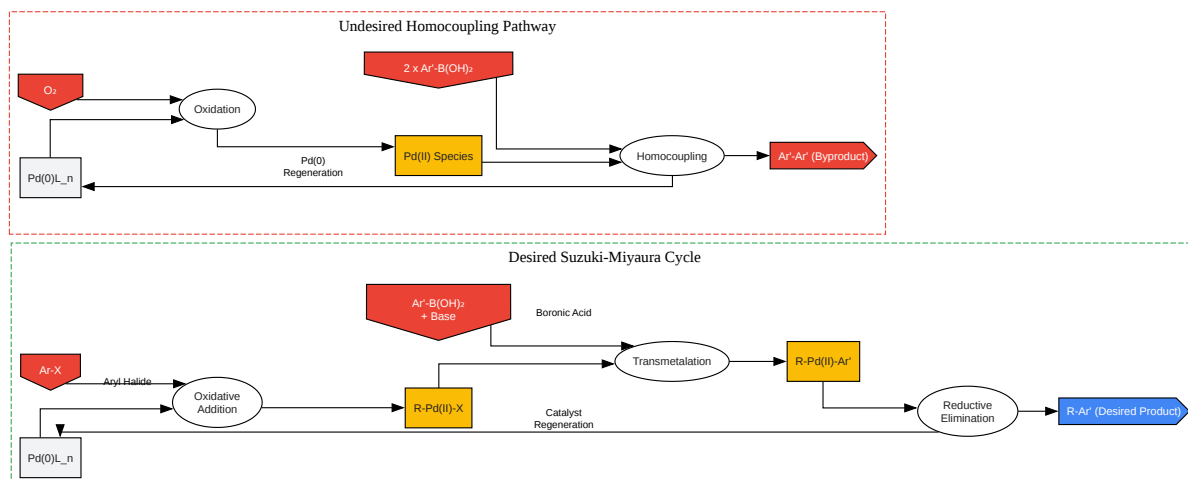 Undesired Homocoupling Pathway
2 x Ar'-B(OH)₂
O₂
Oxidation
Pd(II) Species
Homocoupling
Ar'-Ar' (Byproduct)
Pd(0)
Regeneration
Pd(0)L_n
Desired Suzuki-Miyaura Cycle
Ar'-B(OH)₂
+ Base
Boronic Acid
Transmetalation
R-Pd(II)-Ar'
Ar-X
Aryl Halide
Oxidative
Addition
R-Pd(II)-X
Catalyst
Regeneration
Reductive
Elimination
R-Ar' (Desired Product)
Pd(0)L_n